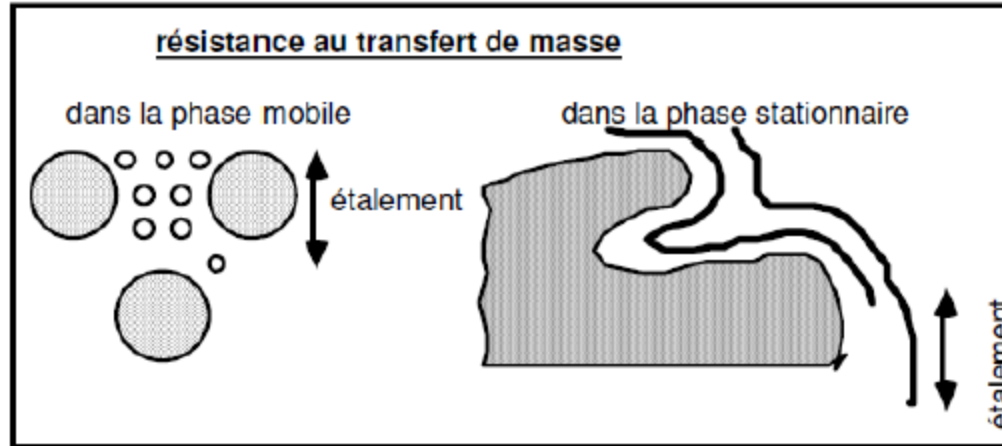 résistance au transfert de masse
dans la phase mobile
dans la phase stationnaire
étalement
étalement